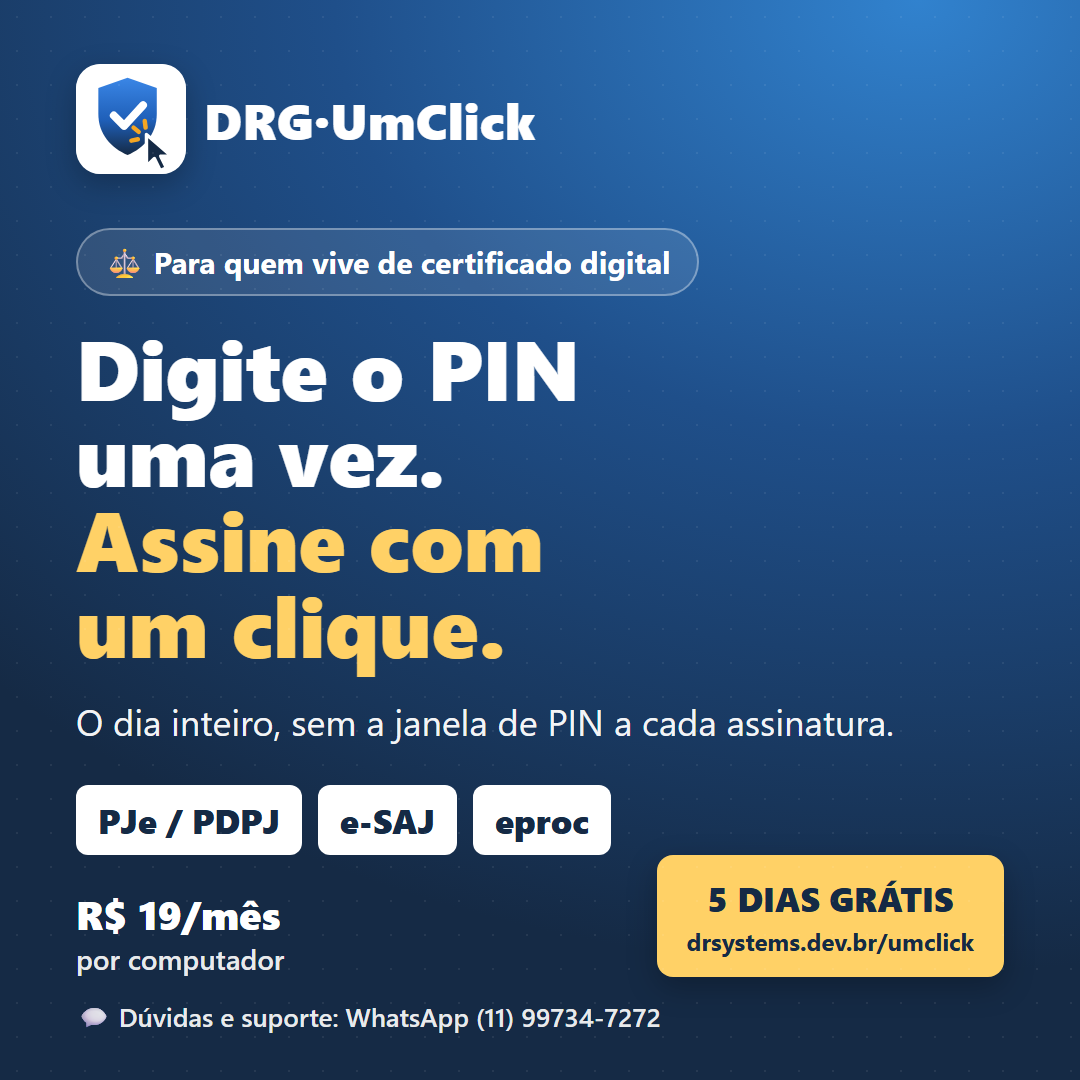 DRG·UmClick
Para quem vive de certificado digital
Digite o PIN
uma vez.
Assine com
um clique.
O dia inteiro, sem a janela de PIN a cada assinatura.
PJe / PDPJ
e-SAJ
eproc
R$ 19/mês
por computador
5 DIAS GRÁTIS
drsystems.dev.br/umclick
Dúvidas e suporte: WhatsApp (11) 99734-7272